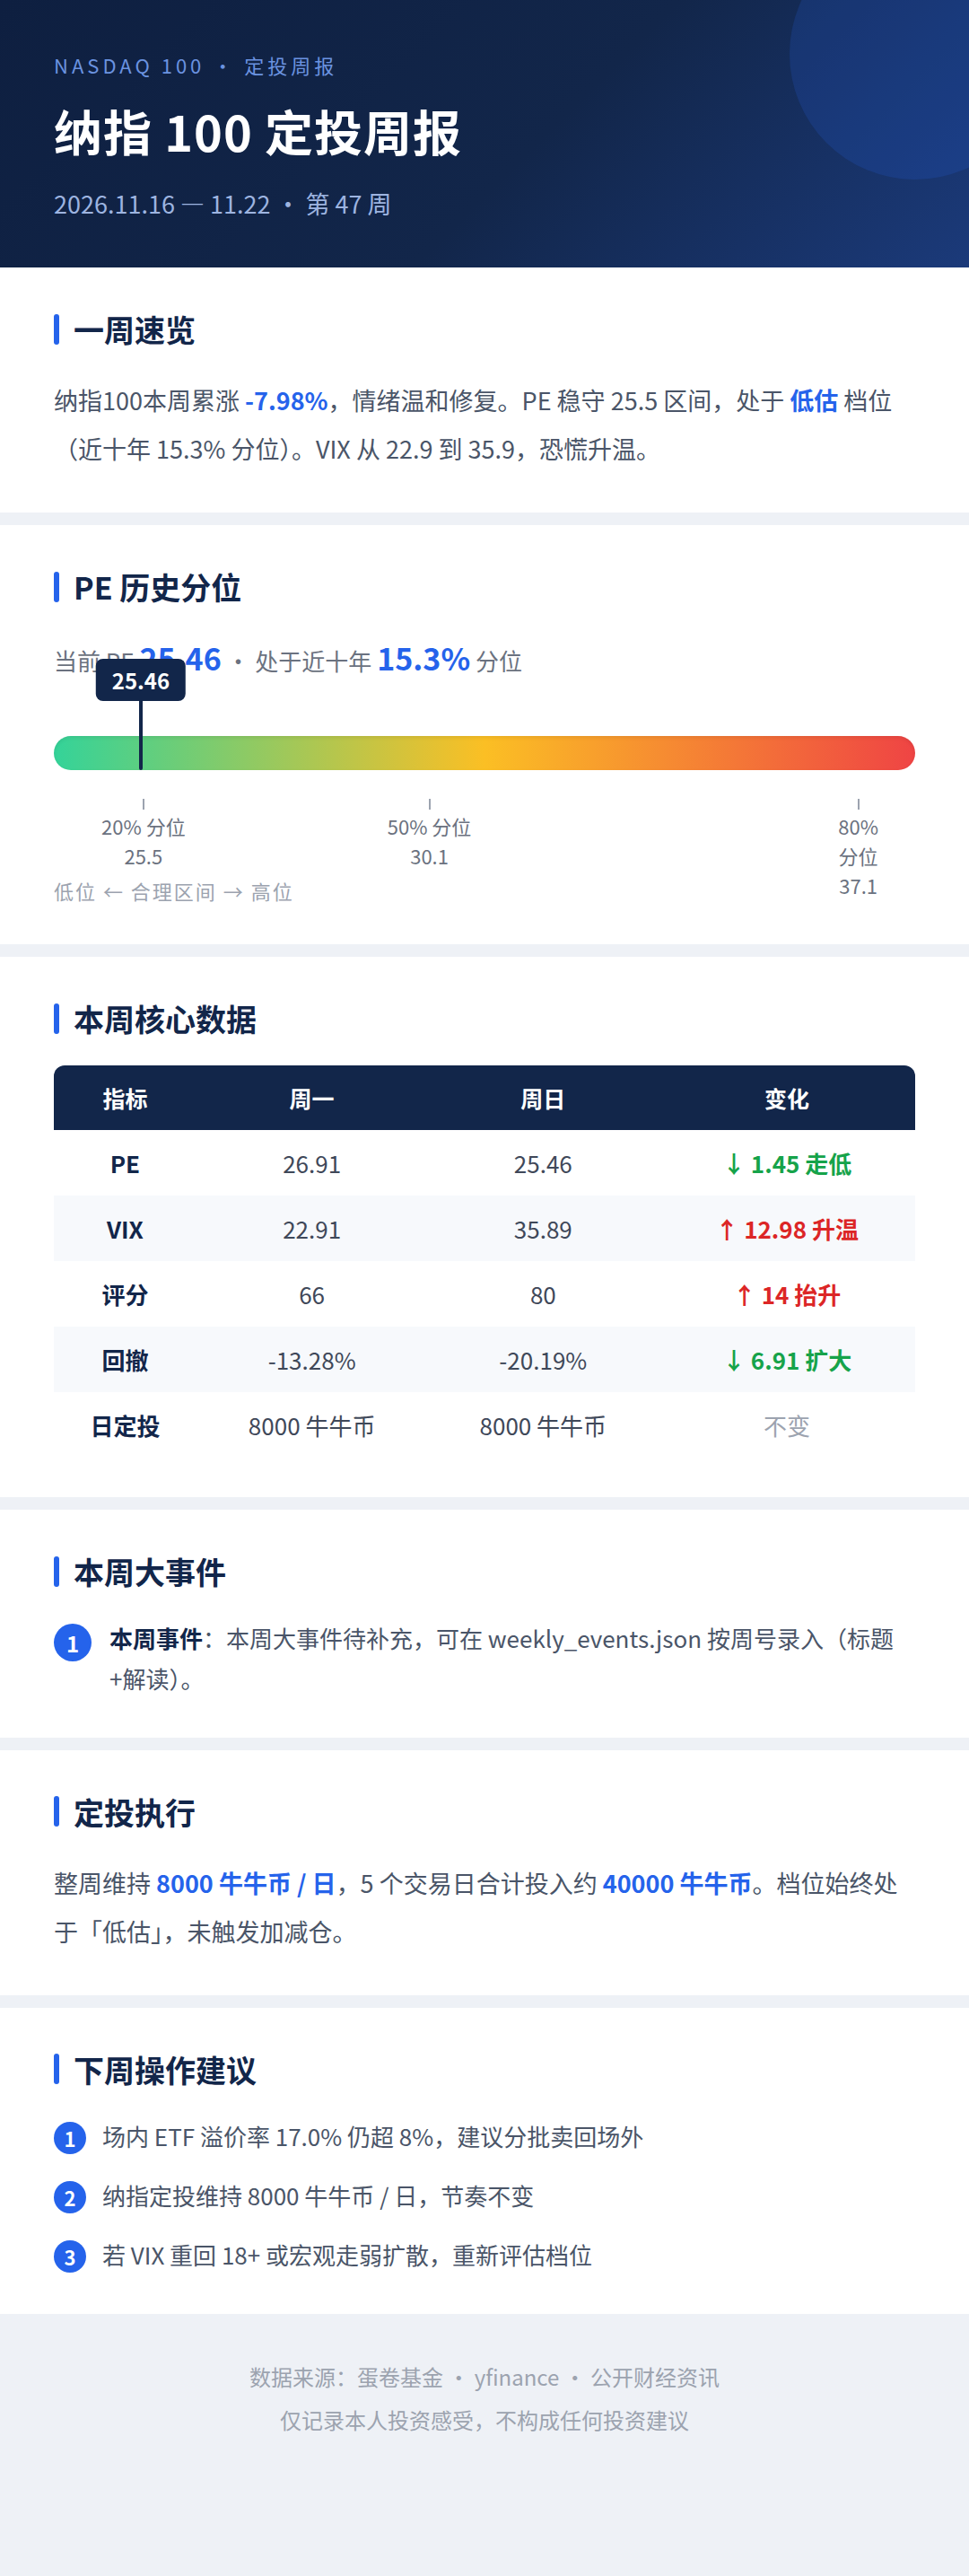 NASDAQ 100 · 定投周报
纳指 100 定投周报
2026.11.16 — 11.22 · 第 47 周
一周速览
纳指100本周累涨 -7.98%，情绪温和修复。PE 稳守 25.5 区间，处于 低估 档位
（近十年 15.3% 分位）。VIX 从 22.9 到 35.9，恐慌升温。
PE 历史分位
当前 PE 25.46 · 处于近十年 15.3% 分位
25.46
20% 分位
25.5
50% 分位
30.1
80%
分位
37.1
低位 ← 合理区间 → 高位
本周核心数据
指标 周一 周日 变化
PE 26.91 25.46 ↓ 1.45 走低
VIX 22.91 35.89 ↑ 12.98 升温
评分 66 80 ↑ 14 抬升
回撤 -13.28% -20.19% ↓ 6.91 扩大
日定投 8000 牛牛币 8000 牛牛币 不变
本周大事件
1 本周事件：本周大事件待补充，可在 weekly_events.json 按周号录入（标题
+解读）。
定投执行
整周维持 8000 牛牛币 / 日，5 个交易日合计投入约 40000 牛牛币。档位始终处
于「低估」，未触发加减仓。
下周操作建议
1 场内 ETF 溢价率 17.0% 仍超 8%，建议分批卖回场外
2 纳指定投维持 8000 牛牛币 / 日，节奏不变
3 若 VIX 重回 18+ 或宏观走弱扩散，重新评估档位
数据来源：蛋卷基金 · yfinance · 公开财经资讯
仅记录本人投资感受，不构成任何投资建议